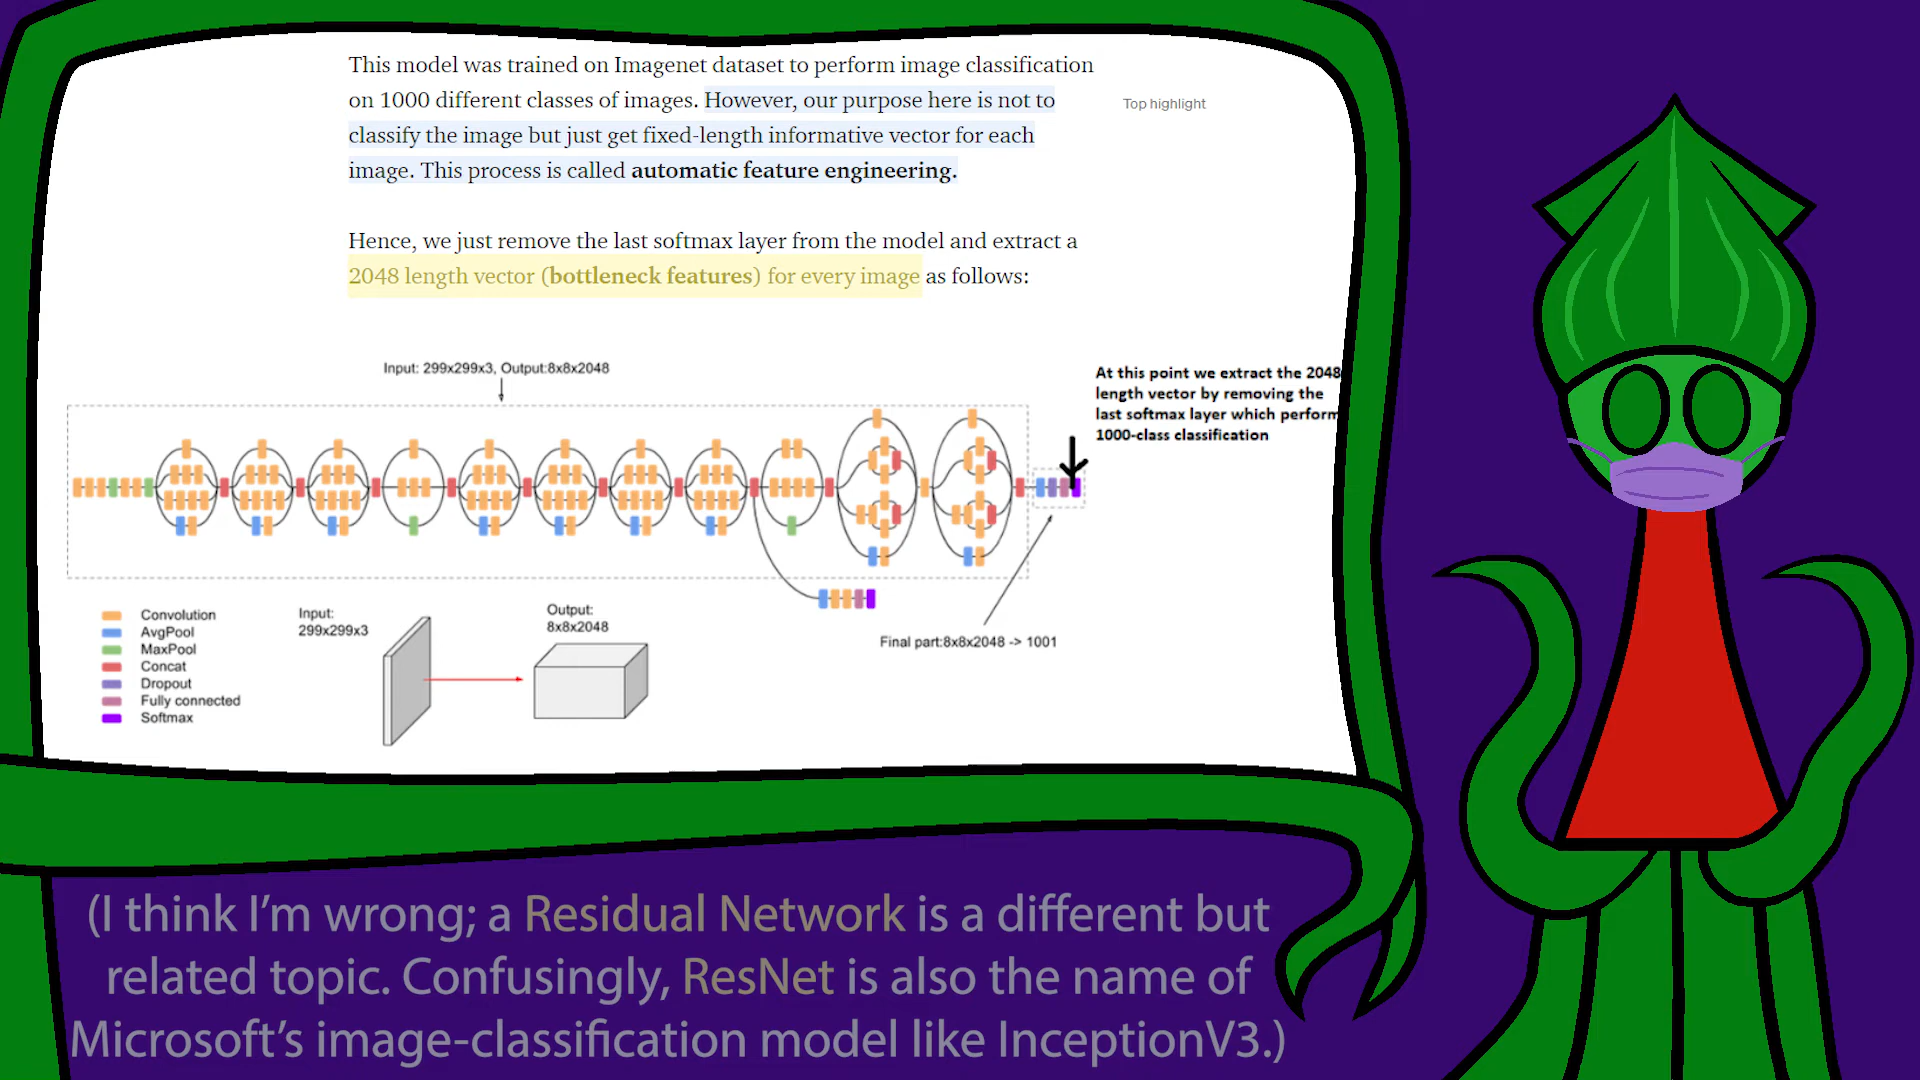 This model was trained on Imagenet dataset to perform image classification
on 1000 different classes of images. However, our purpose here is not to
classify the image but just get fixed-length informative vector for each
image. This process is called automatic feature engineering.
Top highlight
Hence, we just remove the last softmax layer from the model and extract a
2048 length vector (bottleneck features) for every image as follows:
Input: 299x299x3, Output:8x8x2048
At this point we extract the 2048
length vector by removing the
last softmax layer which perform
1000-class classification
Convolution
AvgPool
MaxPool
Concat
Dropout
Fully connected
Softmax
Input:
299x299x3
Output:
8x8x2048
Final part:8x8x2048 -> 1001
(I think I’m wrong; a Residual Network is a different but
related topic. Confusingly, ResNet is also the name of
Microsoft’s image-classification model like InceptionV3.)